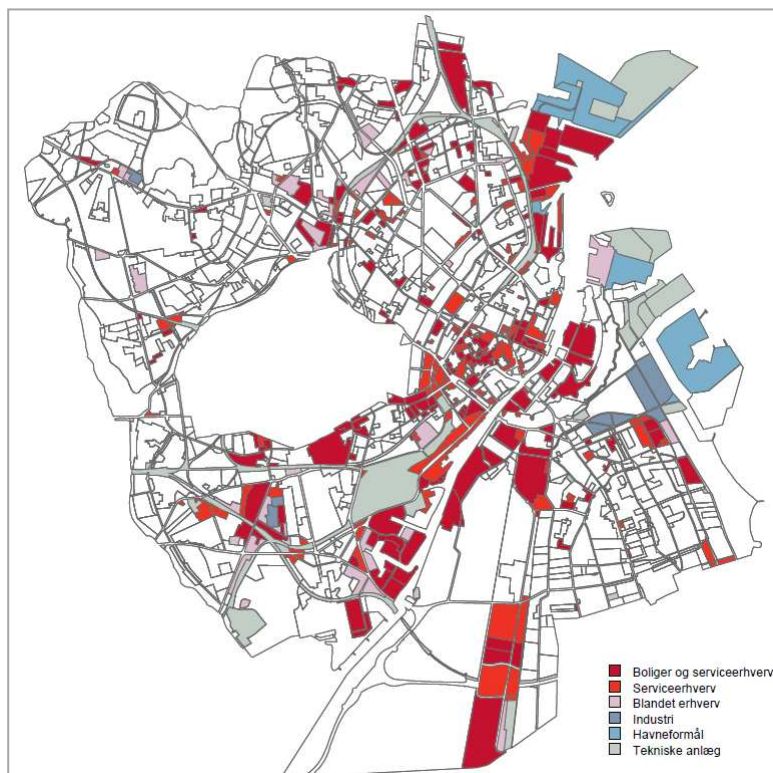 Boliger og serviceerhverv
Serviceerhverv
Blandet erhverv
Industri
Havneformål
Tekniske anlæg